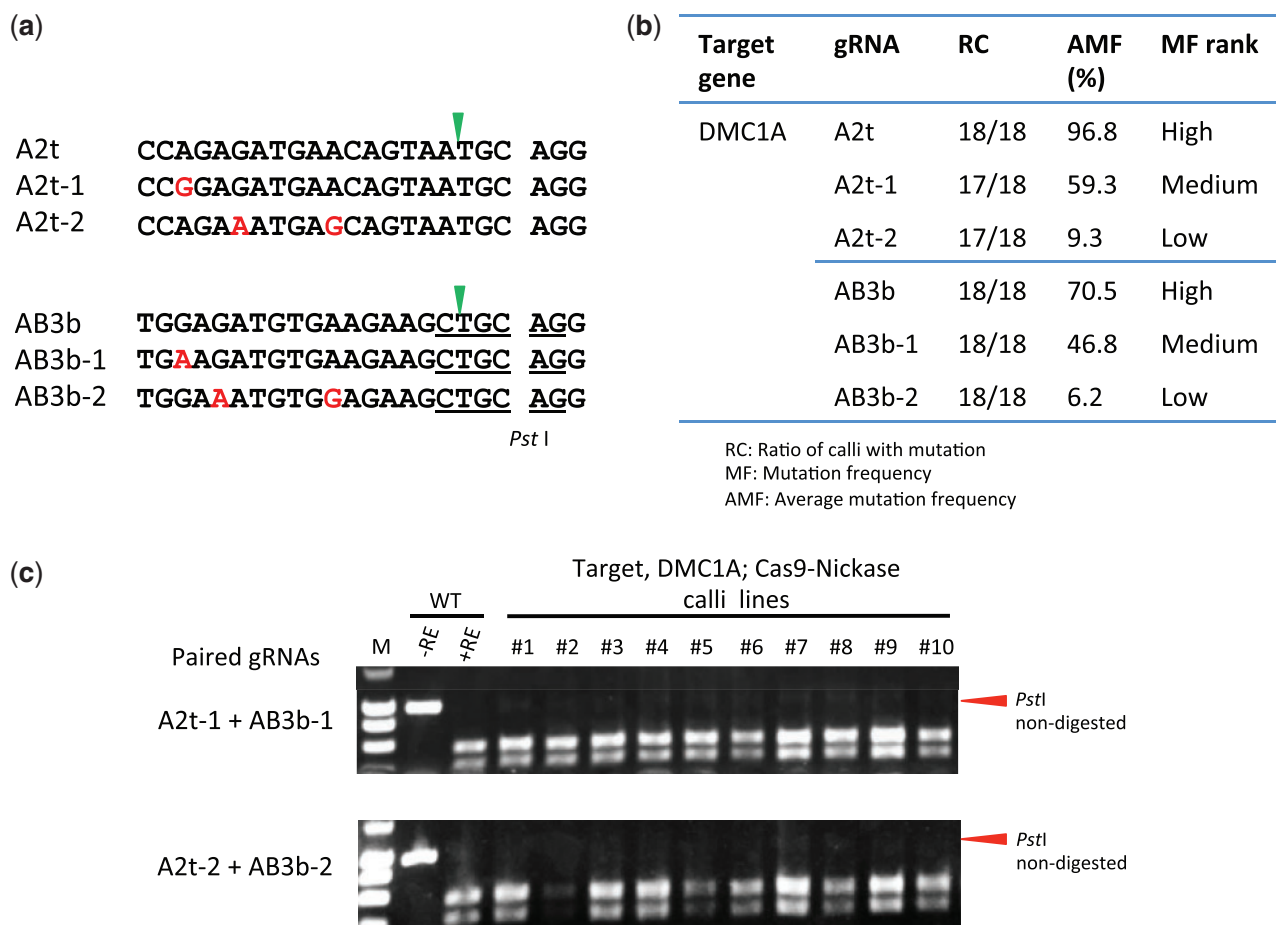 (a)
A2t CCAGAGATGAACAGTAATGC AGG
A2t-1 CCGGAGATGAACAGTAATGC AGG
A2t-2 CCAGAAATGAGCAGTAATGC AGG
AB3b TGGAGATGTGAAGAAGCTGC AGG
AB3b-1 TGAAGATGTGAAGAAGCTGC AGG
AB3b-2 TGGAAATGTGGAGAAGCTGC AGG
Pst I
(b)
Target gene gRNA RC AMF (%) MF rank
DMC1A A2t 18/18 96.8 High
A2t-1 17/18 59.3 Medium
A2t-2 17/18 9.3 Low
AB3b 18/18 70.5 High
AB3b-1 18/18 46.8 Medium
AB3b-2 18/18 6.2 Low
RC: Ratio of calli with mutation
MF: Mutation frequency
AMF: Average mutation frequency
(c)
Target, DMC1A; Cas9-Nickase
calli lines
WT
Paired gRNAs M -RE +RE #1 #2 #3 #4 #5 #6 #7 #8 #9 #10
A2t-1 + AB3b-1
PstI
non-digested
A2t-2 + AB3b-2
PstI
non-digested